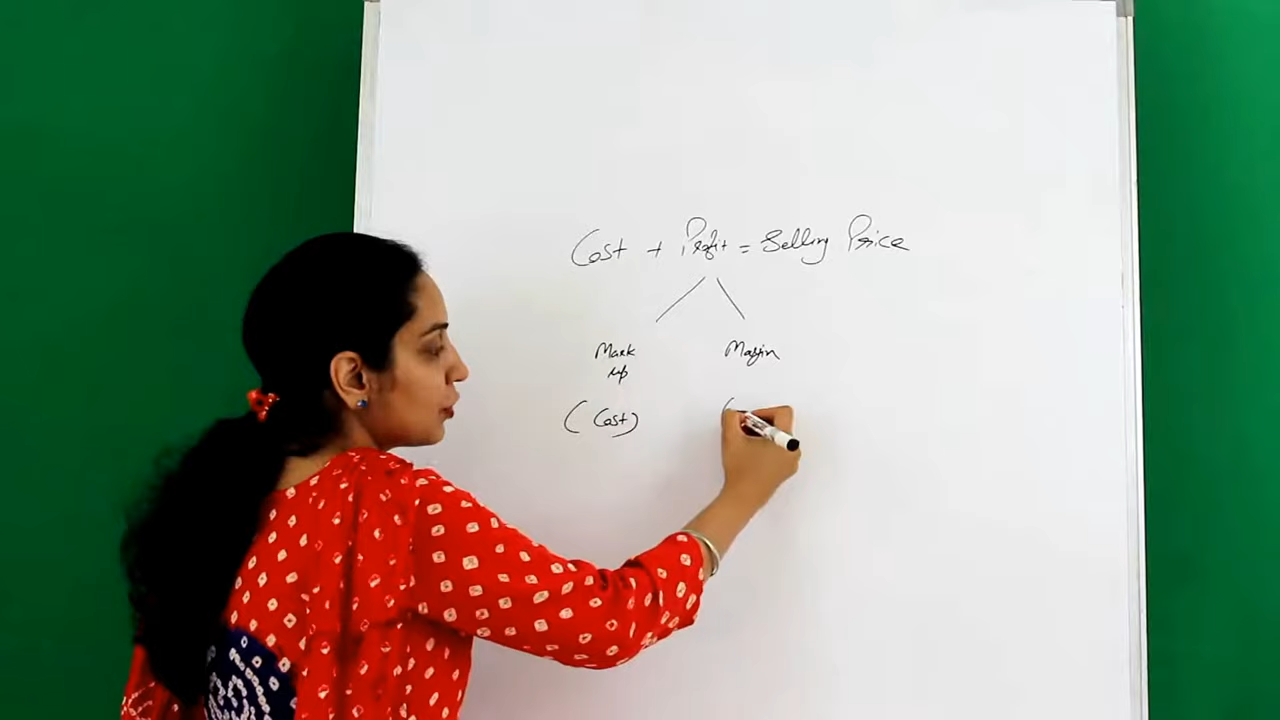 Cost + Profit = Selling Price
Mark up
Margin
(Cost)
(